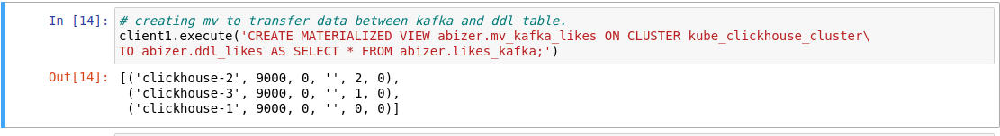 In [14]: # creating mv to transfer data between kafka and ddl table.
client1.execute('CREATE MATERIALIZED VIEW abizer.mv_kafka_likes ON CLUSTER kube_clickhouse_cluster\
TO abizer.ddl_likes AS SELECT * FROM abizer.likes_kafka;')
Out[14]: [('clickhouse-2', 9000, 0, '', 2, 0),
('clickhouse-3', 9000, 0, '', 1, 0),
('clickhouse-1', 9000, 0, '', 0, 0)]